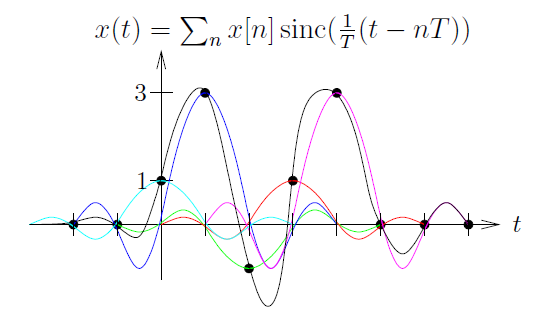 x(t) = ∑ₙ x[n] sinc(1/T(t − nT))
3
1
t